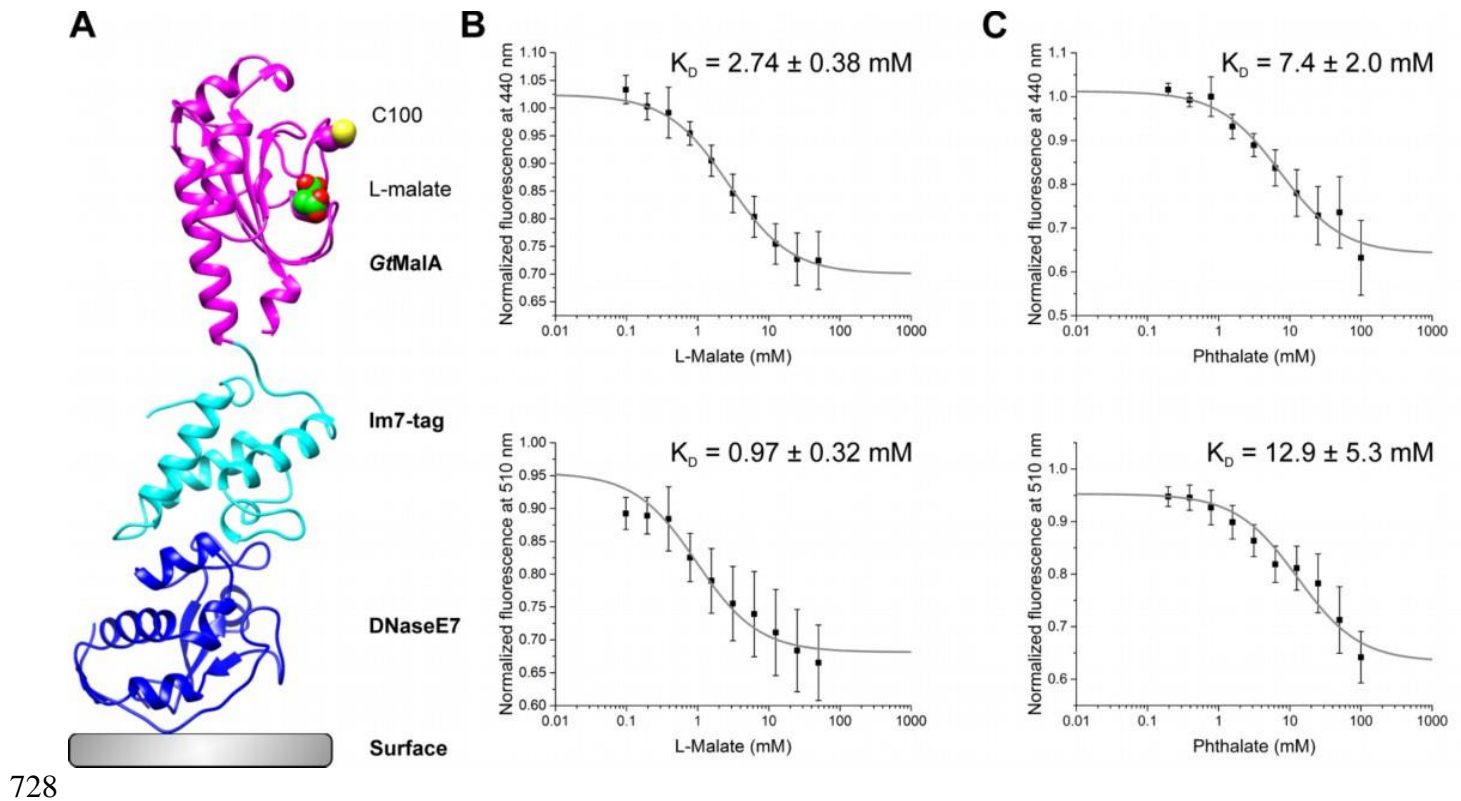 A
C100
L-malate
GtMalA
Im7-tag
DNaseE7
Surface
B
K_D = 2.74 ± 0.38 mM
Normalized fluorescence at 440 nm
1.10
1.05
1.00
0.95
0.90
0.85
0.80
0.75
0.70
0.65
0.01 0.1 1 10 100 1000
L-Malate (mM)
K_D = 0.97 ± 0.32 mM
Normalized fluorescence at 510 nm
1.00
0.95
0.90
0.85
0.80
0.75
0.70
0.65
0.60
0.01 0.1 1 10 100 1000
L-Malate (mM)
C
K_D = 7.4 ± 2.0 mM
Normalized fluorescence at 440 nm
1.1
1.0
0.9
0.8
0.7
0.6
0.5
0.01 0.1 1 10 100 1000
Phthalate (mM)
K_D = 12.9 ± 5.3 mM
Normalized fluorescence at 510 nm
1.0
0.9
0.8
0.7
0.6
0.01 0.1 1 10 100 1000
Phthalate (mM)
728